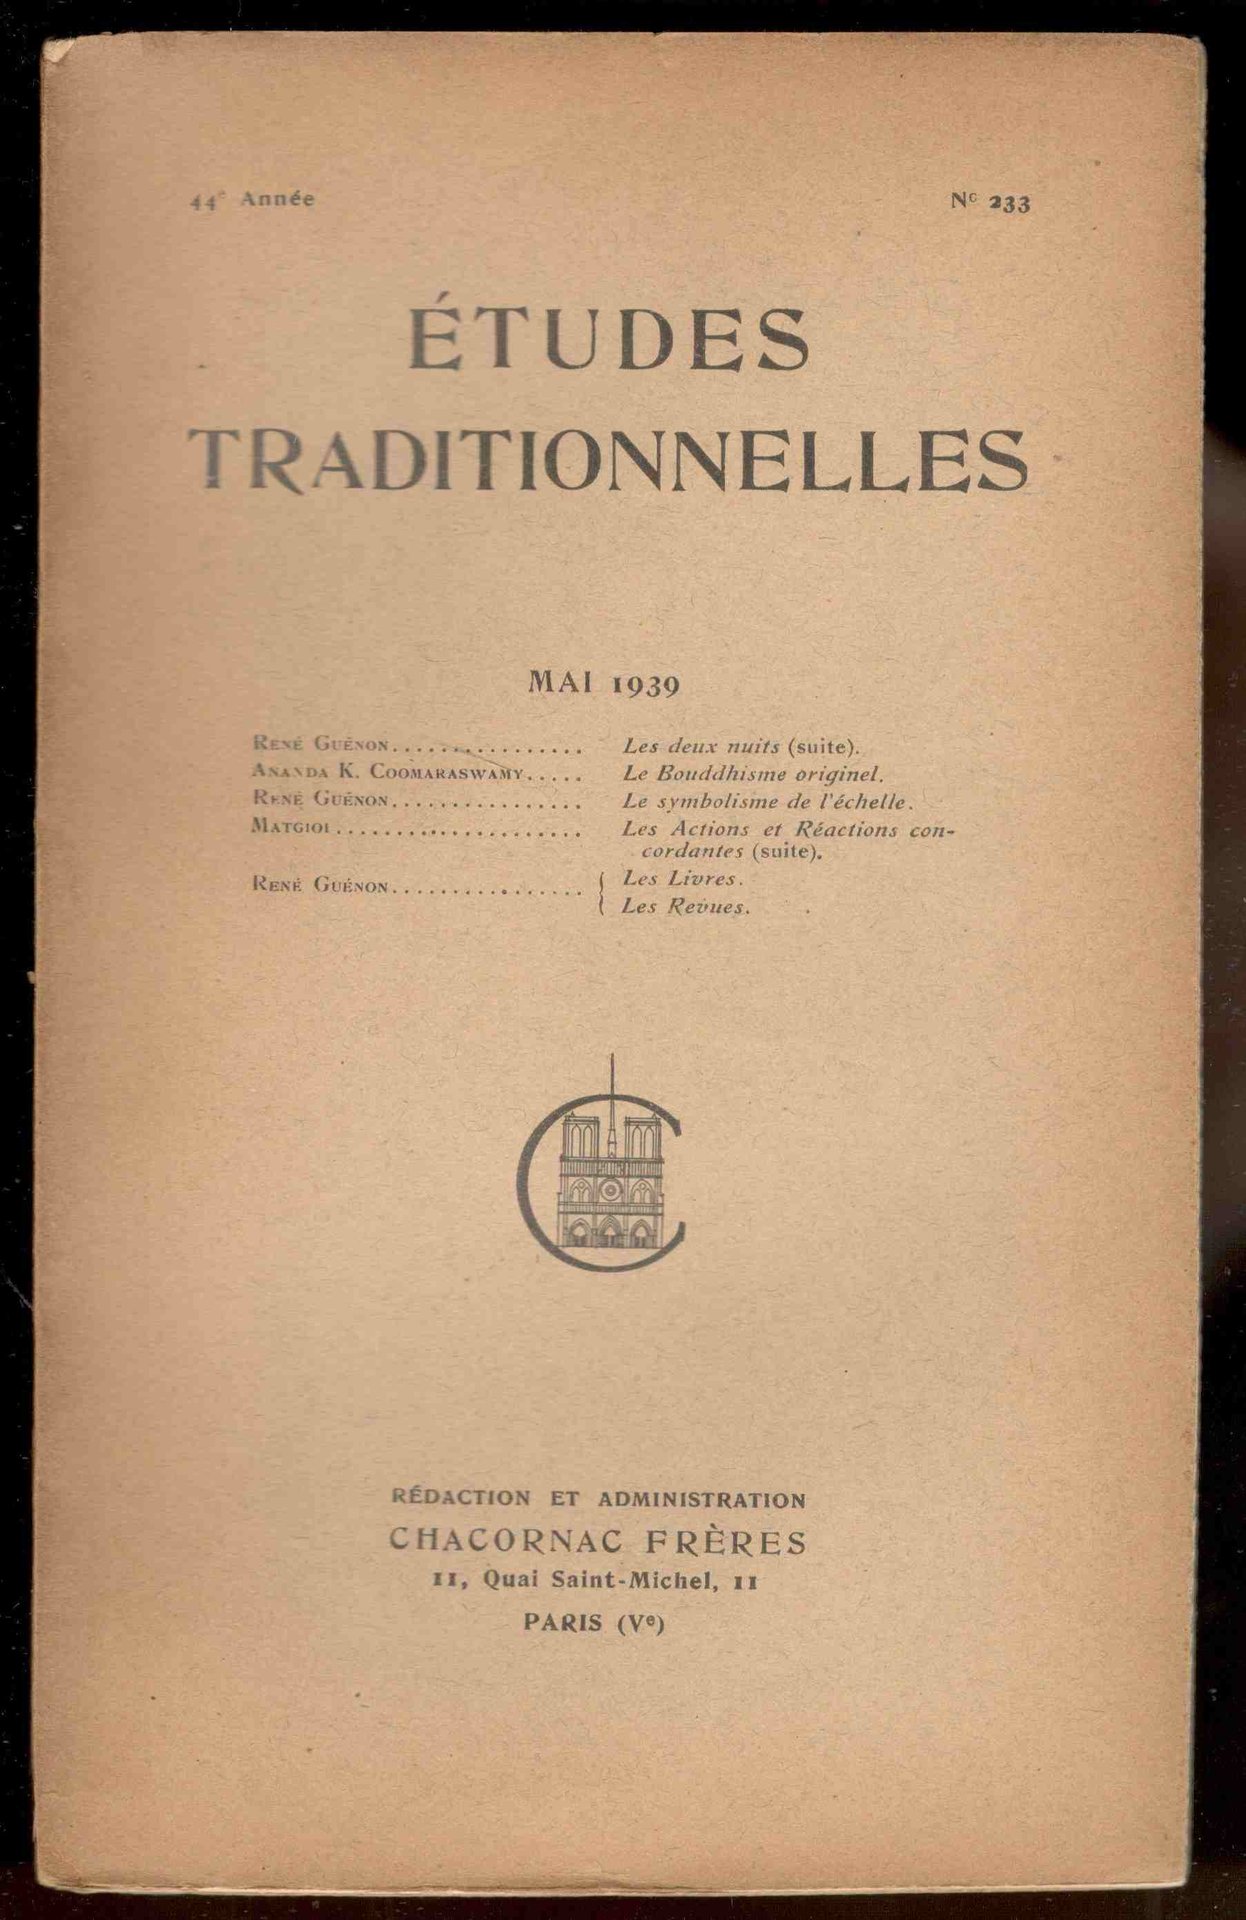 44e Année Nº 233
ÉTUDES
TRADITIONNELLES
MAI 1939
RENÉ GUÉNON................ Les deux nuits (suite).
ANANDA K. COOMARASWAMY..... Le Bouddhisme originel.
RENÉ GUÉNON................ Le symbolisme de l'échelle.
MATGIOI..................... Les Actions et Réactions con-
cordantes (suite).
RENÉ GUÉNON................ { Les Livres.
Les Revues.
RÉDACTION ET ADMINISTRATION
CHACORNAC FRÈRES
11, Quai Saint-Michel, 11
PARIS (Ve)